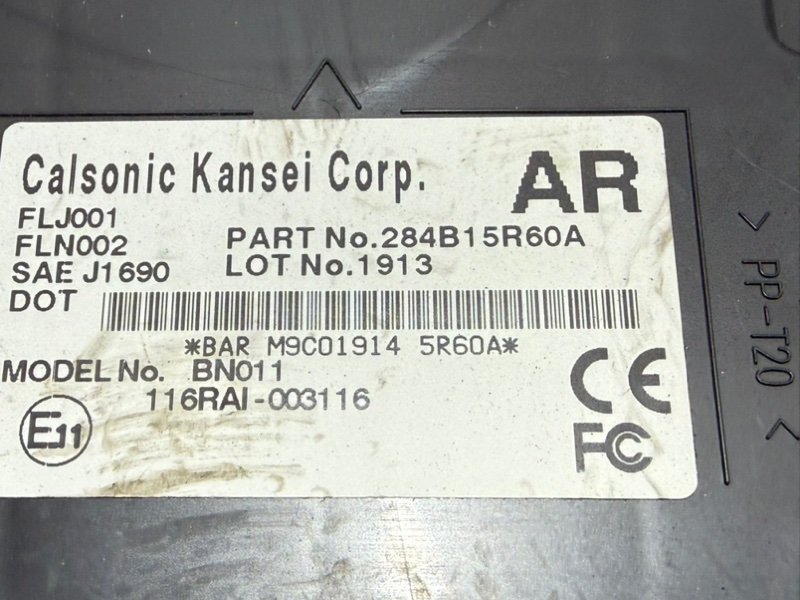 Calsonic Kansei Corp.
AR
FLJ001
FLN002
SAE J1690
DOT
PART No.284B15R60A
LOT No.1913
*BAR M9C01914 5R60A*
MODEL No. BN011
116RAI-003116
E11
CE
FC
>PP-T20<